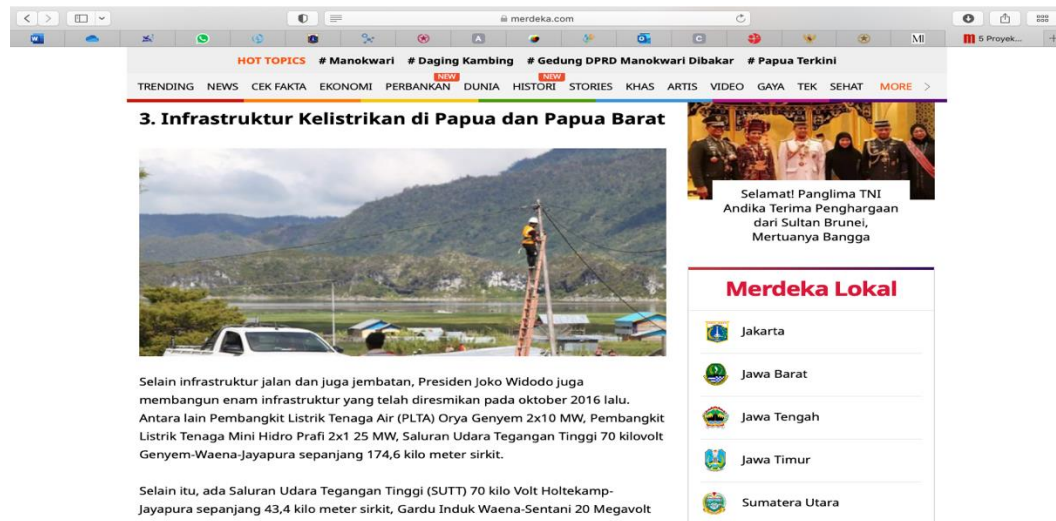 merdeka.com
5 Proyek...
HOT TOPICS # Manokwari # Daging Kambing # Gedung DPRD Manokwari Dibakar # Papua Terkini
TRENDING NEWS CEK FAKTA EKONOMI PERBANKAN NEW DUNIA HISTORI NEW STORIES KHAS ARTIS VIDEO GAYA TEK SEHAT MORE >
3. Infrastruktur Kelistrikan di Papua dan Papua Barat
Selain infrastruktur jalan dan juga jembatan, Presiden Joko Widodo juga
membangun enam infrastruktur yang telah diresmikan pada oktober 2016 lalu.
Antara lain Pembangkit Listrik Tenaga Air (PLTA) Orya Genyem 2x10 MW, Pembangkit
Listrik Tenaga Mini Hidro Prafi 2x1 25 MW, Saluran Udara Tegangan Tinggi 70 kilovolt
Genyem-Waena-Jayapura sepanjang 174,6 kilo meter sirkit.
Selain itu, ada Saluran Udara Tegangan Tinggi (SUTT) 70 kilo Volt Holtekamp-
Jayapura sepanjang 43,4 kilo meter sirkit, Gardu Induk Waena-Sentani 20 Megavolt
Selamat! Panglima TNI
Andika Terima Penghargaan
dari Sultan Brunei,
Mertuanya Bangga
Merdeka Lokal
Jakarta
Jawa Barat
Jawa Tengah
Jawa Timur
Sumatera Utara